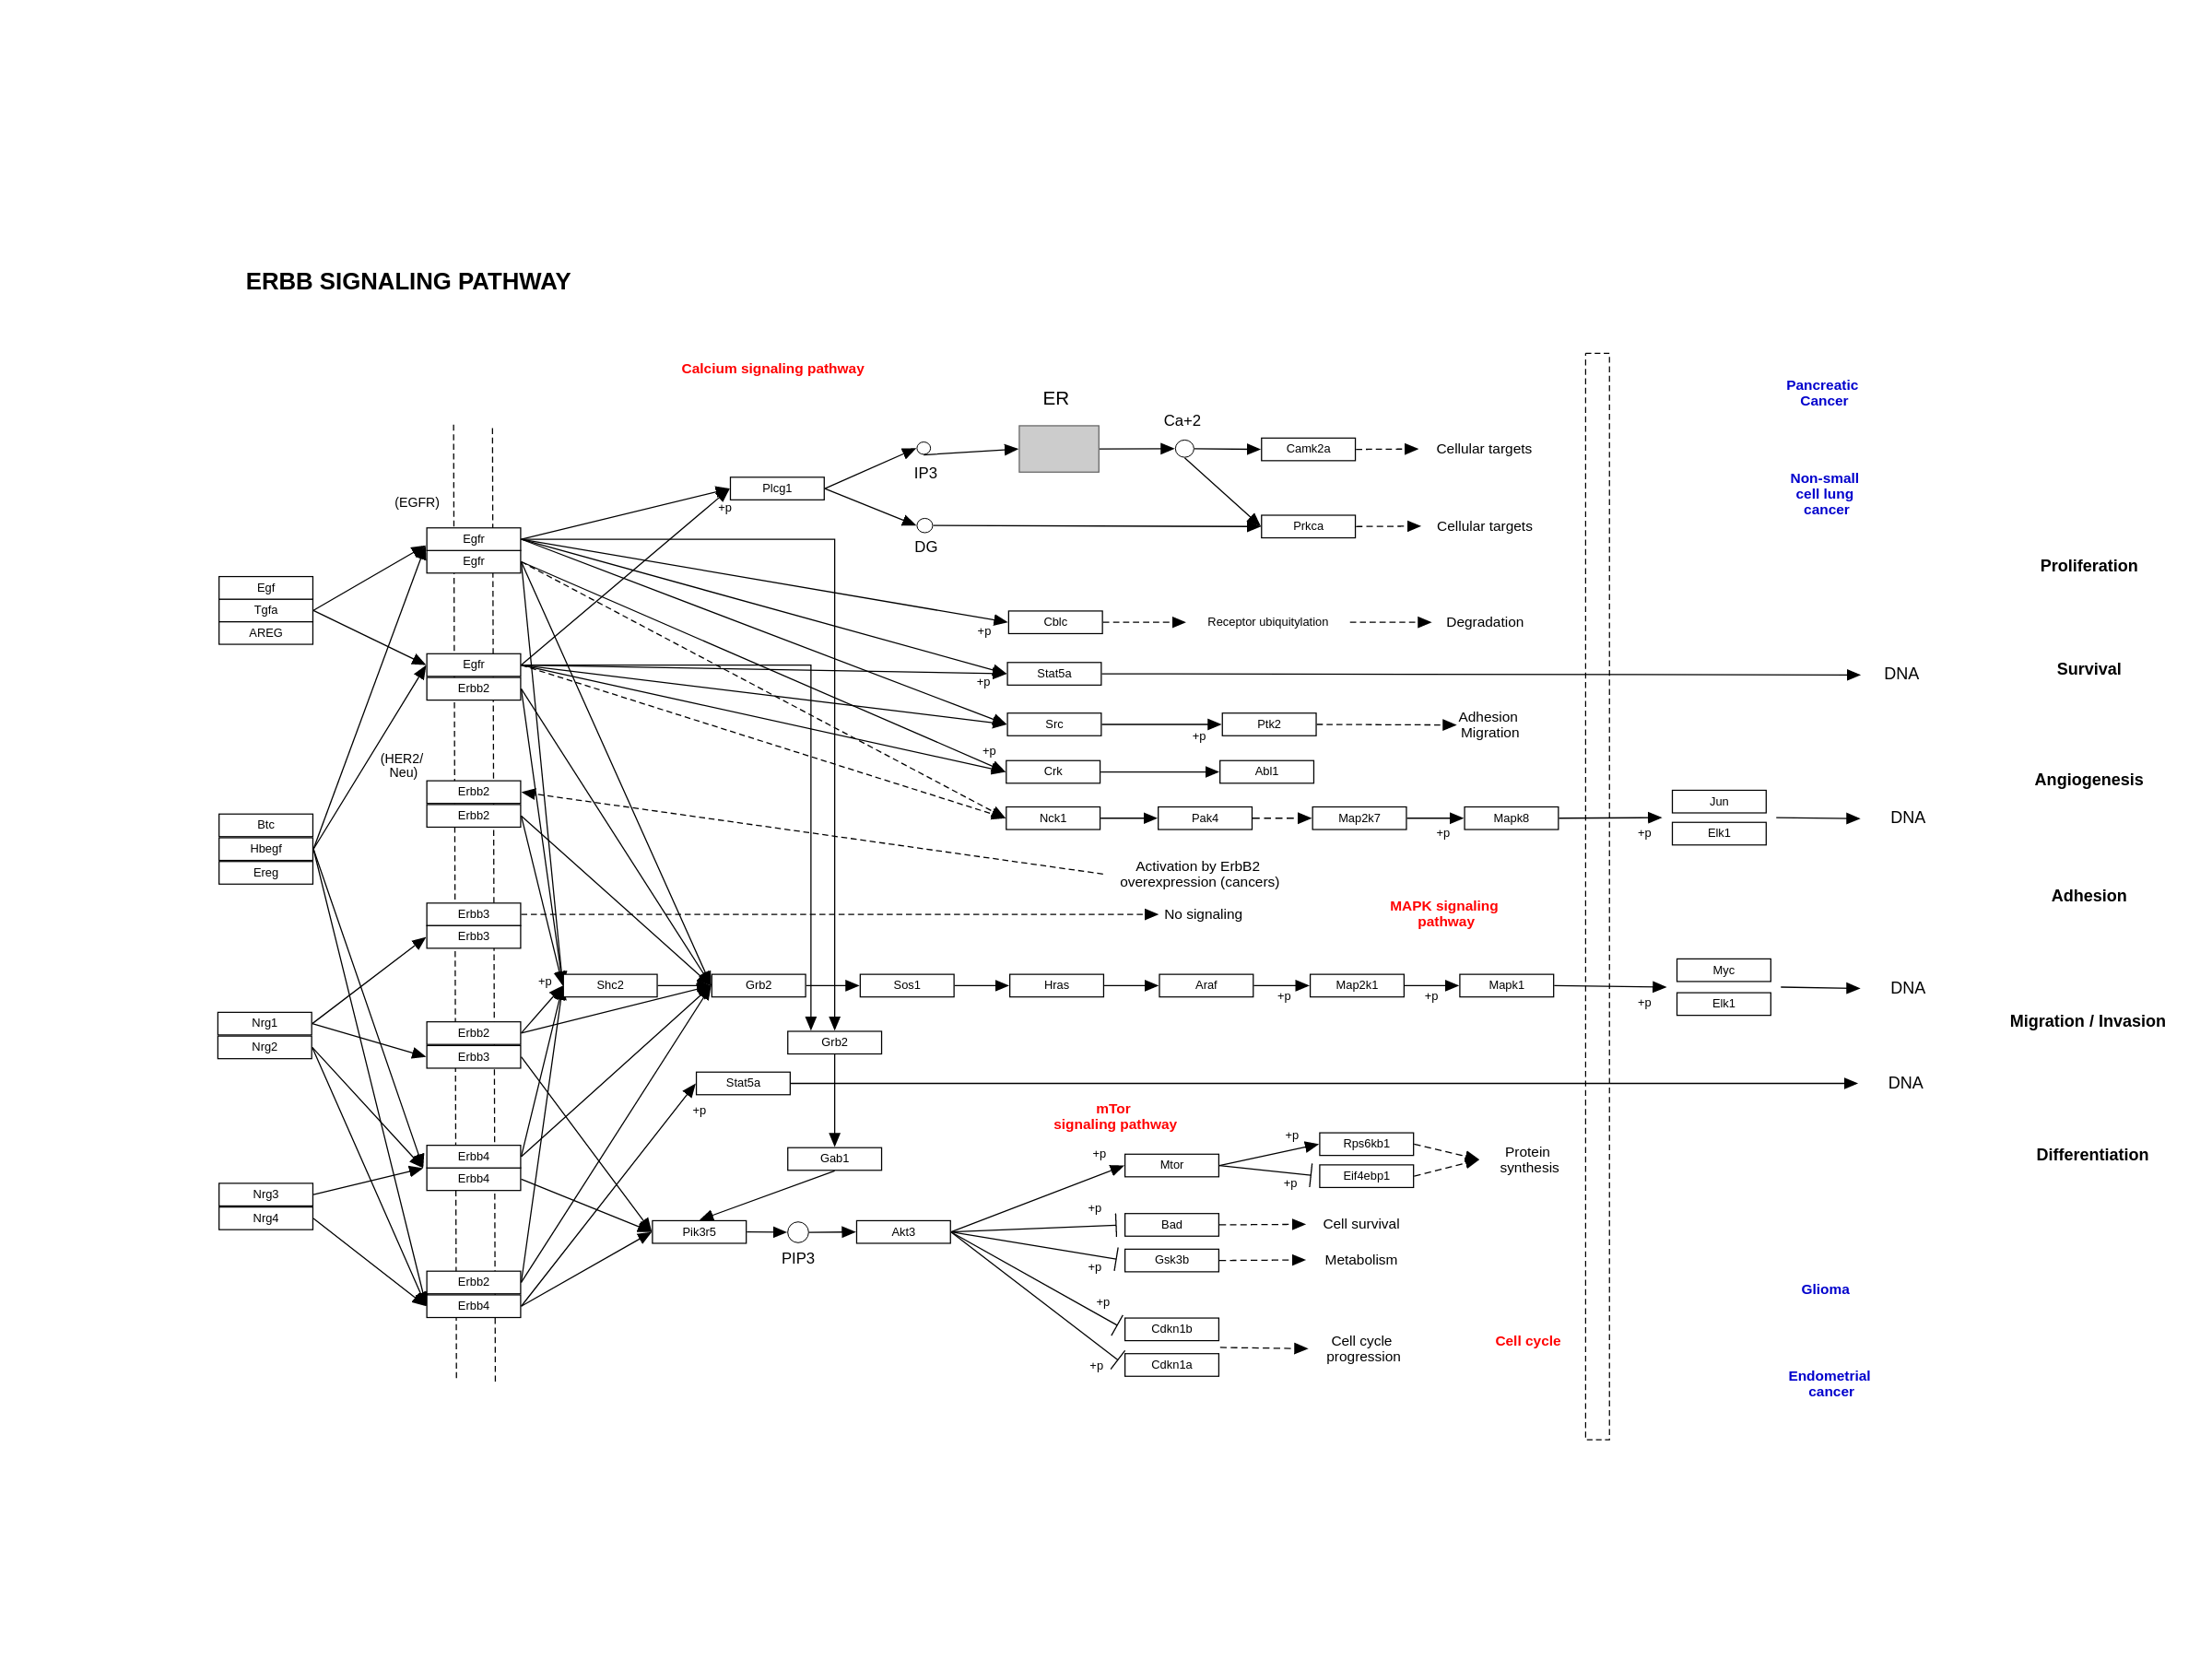 ERBB SIGNALING PATHWAY
Calcium signaling pathway
Pancreatic
Cancer
ER
Ca+2
IP3
Camk2a
Cellular targets
Non-small
cell lung
cancer
Plcg1
+p
(EGFR)
DG
Prkca
Cellular targets
Egfr
Egfr
Proliferation
Egf
Tgfa
AREG
Cblc
+p
Receptor ubiquitylation
Degradation
Egfr
Erbb2
Stat5a
+p
DNA
Survival
Src
Ptk2
+p
Adhesion
Migration
+p
(HER2/
Neu)
Crk
Abl1
Angiogenesis
Erbb2
Erbb2
Nck1
Pak4
Map2k7
+p
Mapk8
+p
Jun
Elk1
DNA
Btc
Hbegf
Ereg
Activation by ErbB2
overexpression (cancers)
Erbb3
Erbb3
No signaling
MAPK signaling
pathway
Adhesion
+p
Shc2
Grb2
Sos1
Hras
Araf
+p
Map2k1
+p
Mapk1
+p
Myc
Elk1
DNA
Nrg1
Nrg2
Erbb2
Erbb3
Grb2
Migration / Invasion
Stat5a
+p
DNA
mTor
signaling pathway
Erbb4
Erbb4
Gab1
+p
Mtor
+p
Rps6kb1
+p
Eif4ebp1
Protein
synthesis
Differentiation
Nrg3
Nrg4
Pik3r5
PIP3
Akt3
+p
Bad
Cell survival
+p
Gsk3b
Metabolism
Erbb2
Erbb4
Glioma
+p
Cdkn1b
+p
Cdkn1a
Cell cycle
progression
Cell cycle
Endometrial
cancer